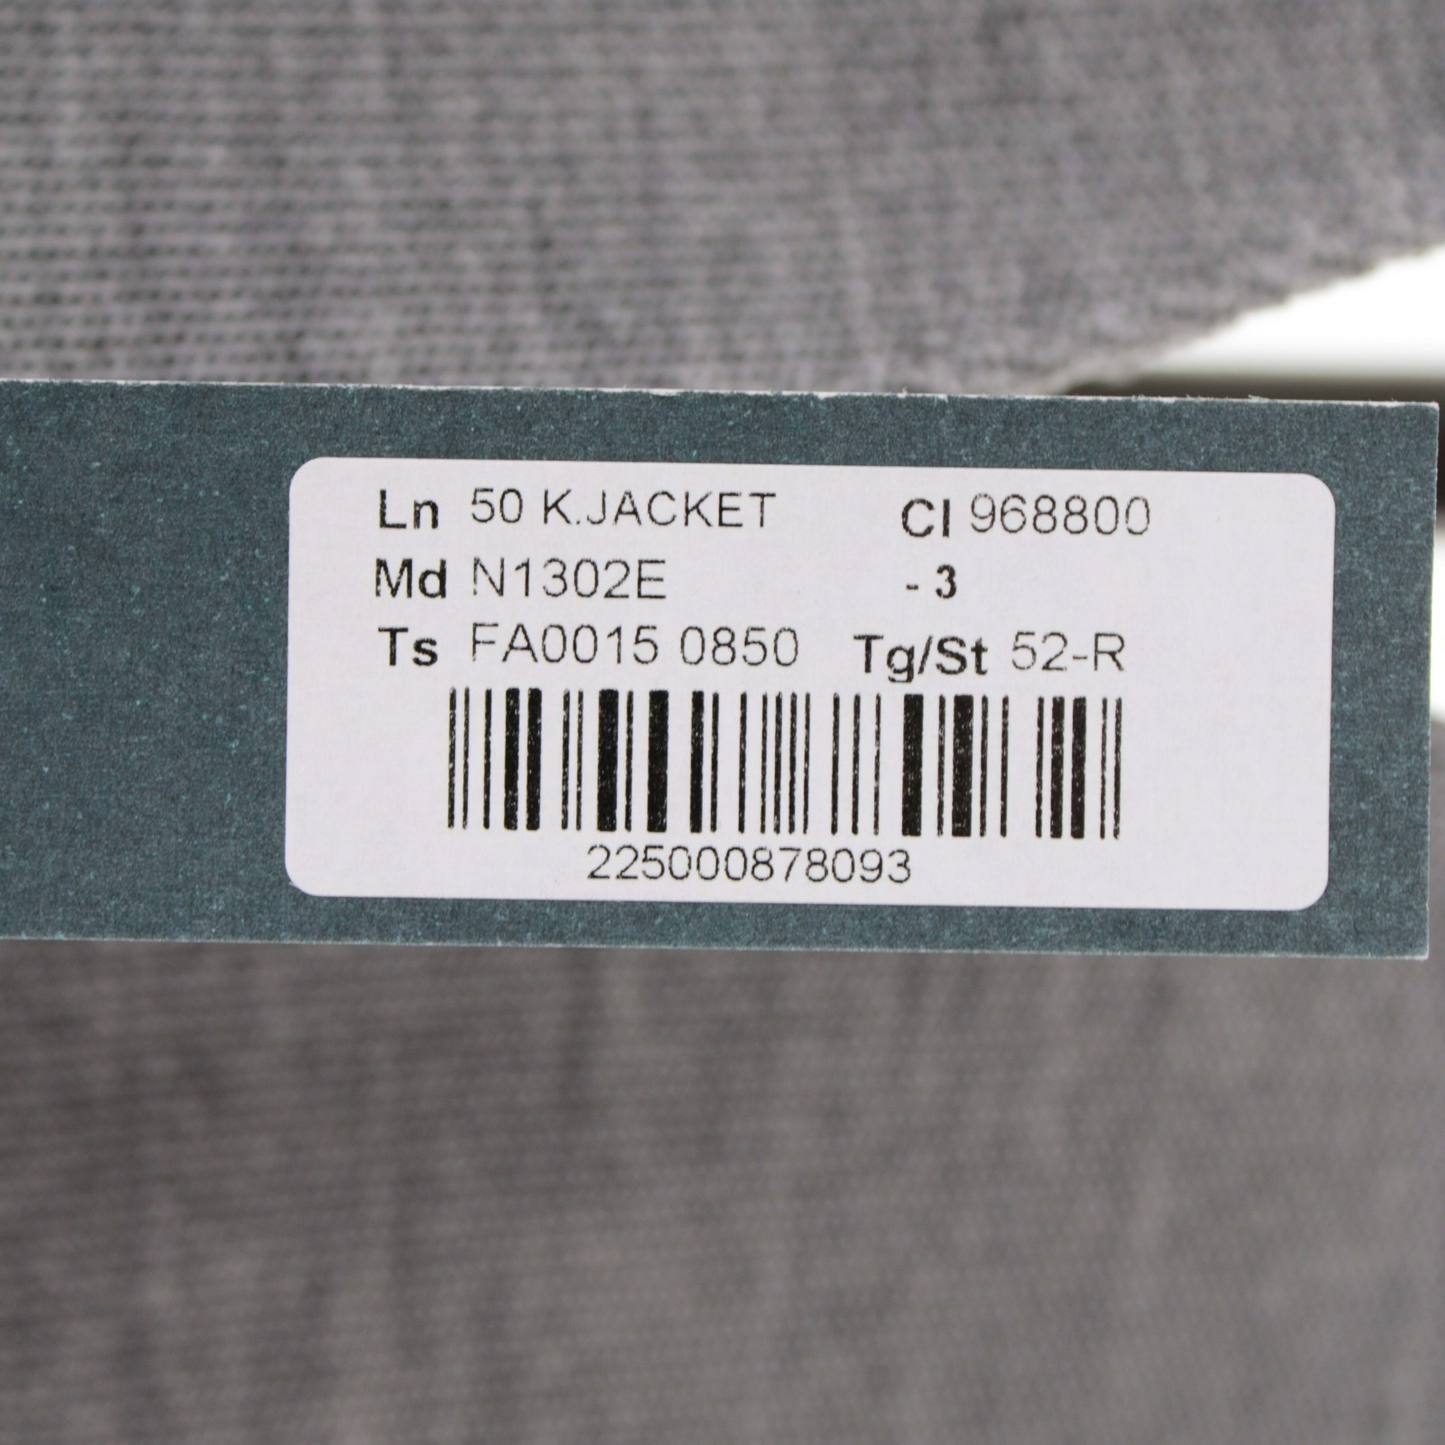 Ln 50 K.JACKET Cl 968800
Md N1302E - 3
Ts FA0015 0850 Tg/St 52-R
225000878093